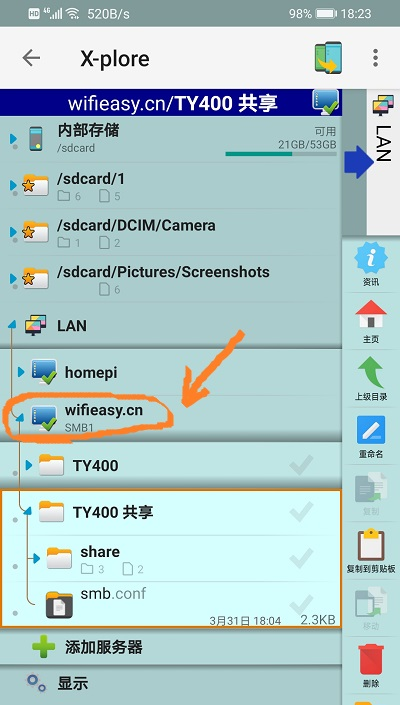 HD 4G 520B/s 98% 18:23
X-plore
wifieasy.cn/TY400 共享
内部存储
/sdcard
可用
21GB/53GB
/sdcard/1
6 5
/sdcard/DCIM/Camera
1 2
/sdcard/Pictures/Screenshots
6
LAN
homepi
wifieasy.cn
SMB1
TY400
TY400 共享
share
3 2
smb.conf
3月31日 18:04 2.3KB
添加服务器
显示
LAN
资讯
主页
上级目录
重命名
复制
复制到剪贴板
移动
删除